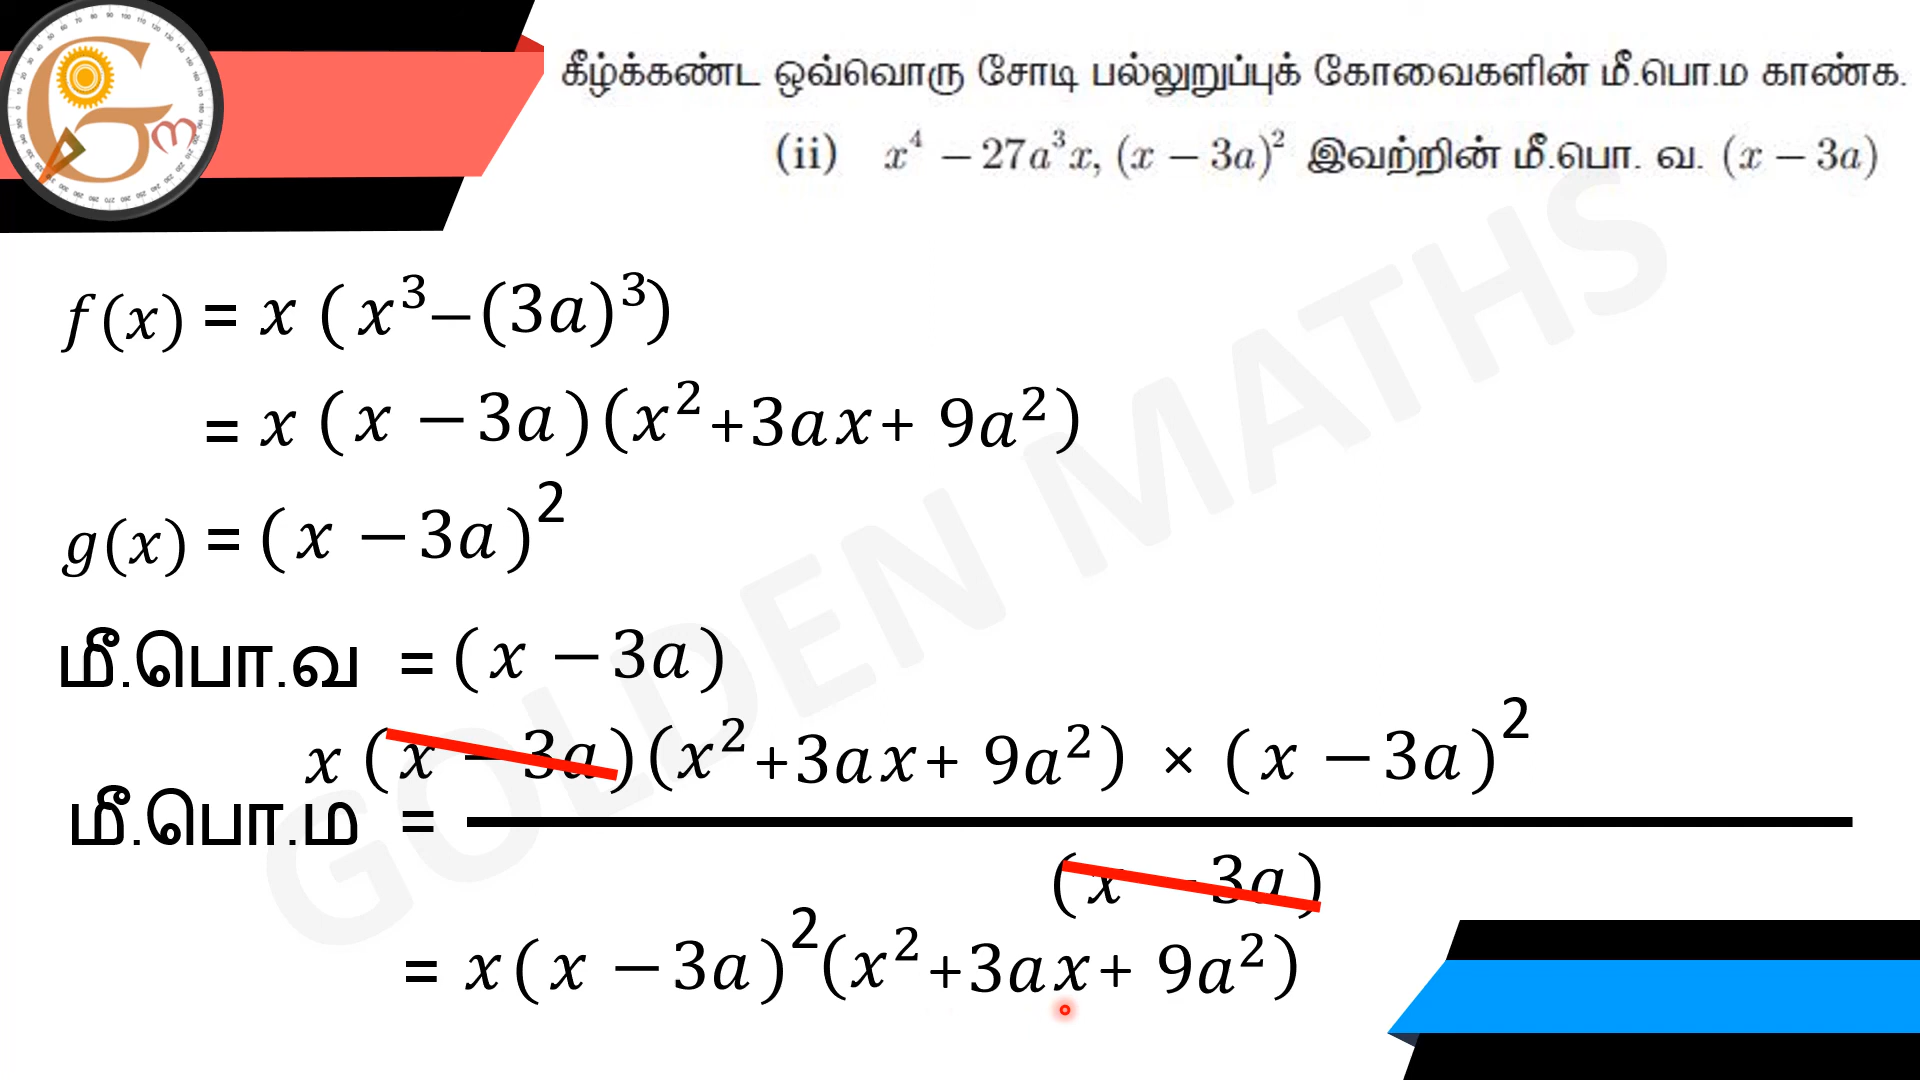 கீழ்க்கண்ட ஒவ்வொரு சோடி பல்லுறுப்புக் கோவைகளின் மீ.பொ.ம காண்க.
(ii) x⁴ − 27a³x, (x − 3a)² இவற்றின் மீ.பொ. வ. (x − 3a)
f(x) = x (x³−(3a)³)
= x (x − 3a)(x²+3ax+ 9a²)
g(x) = (x − 3a)²
மீ.பொ.வ = (x − 3a)
x (x − 3a)(x²+3ax+ 9a²) × (x − 3a)²
மீ.பொ.ம =
(x − 3a)
= x(x − 3a)²(x²+3ax+ 9a²)
GOLDEN MATHS